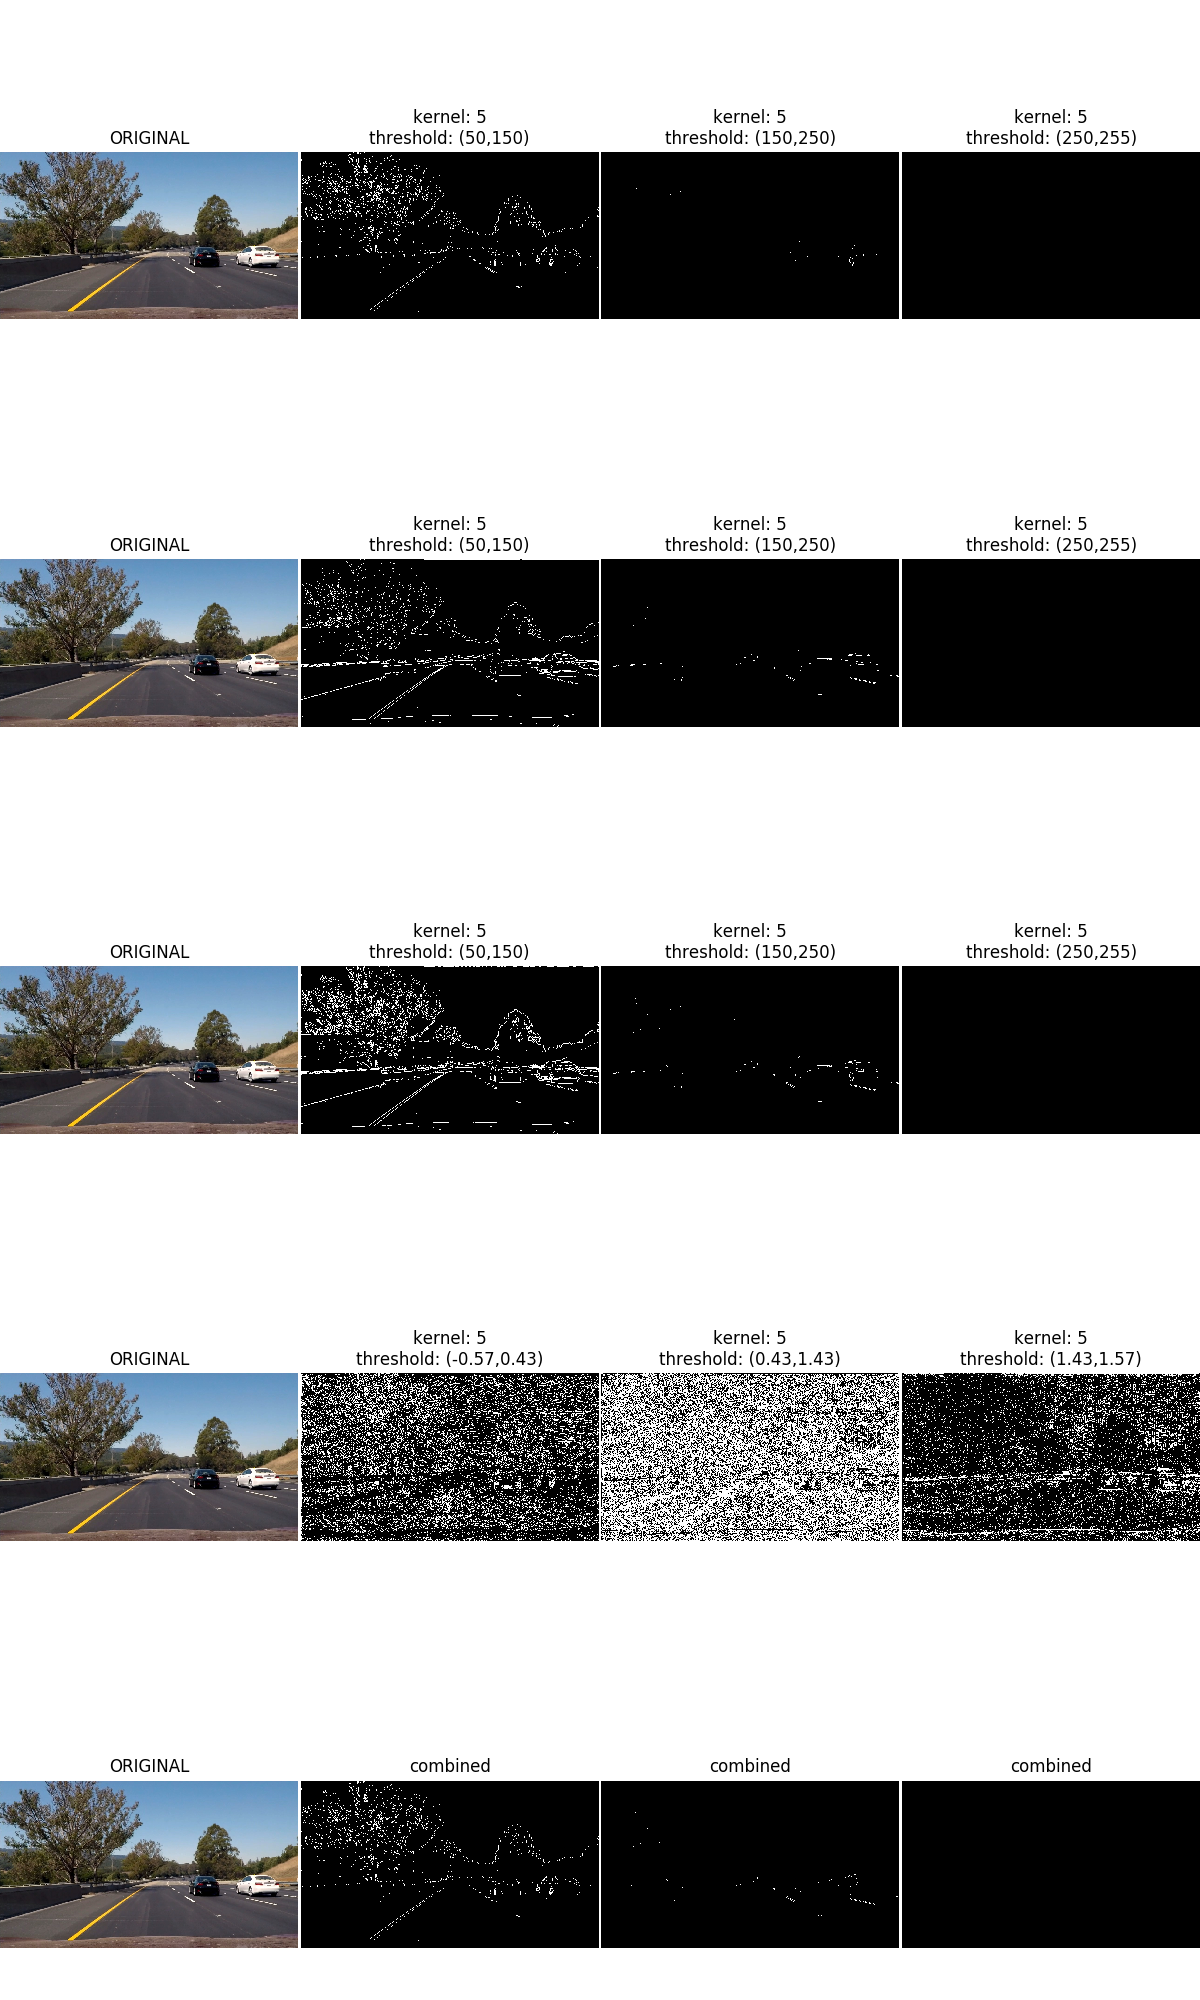 kernel: 5
kernel: 5
kernel: 5
ORIGINAL
threshold: (50,150)
threshold: (150,250)
threshold: (250,255)
kernel: 5
kernel: 5
kernel: 5
ORIGINAL
threshold: (50,150)
threshold: (150,250)
threshold: (250,255)
kernel: 5
kernel: 5
kernel: 5
ORIGINAL
threshold: (50,150)
threshold: (150,250)
threshold: (250,255)
kernel: 5
kernel: 5
kernel: 5
ORIGINAL
threshold: (-0.57,0.43)
threshold: (0.43,1.43)
threshold: (1.43,1.57)
ORIGINAL
combined
combined
combined